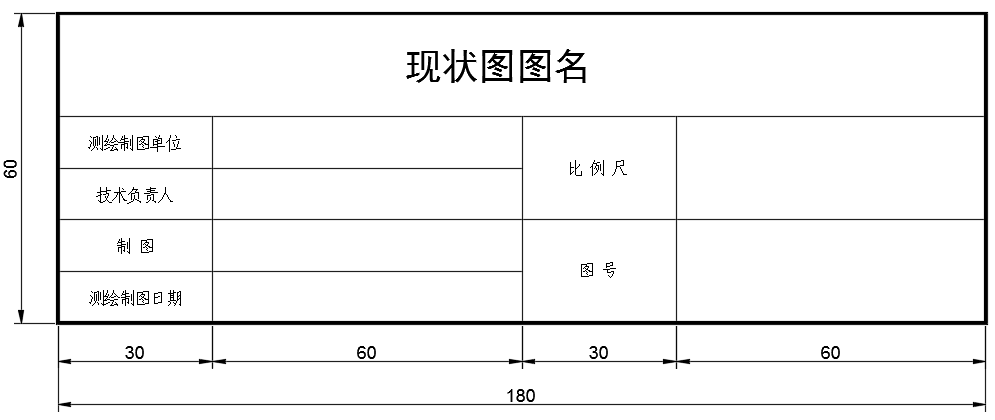 现状图图名
60
测绘制图单位
比 例 尺
技术负责人
制 图
图 号
测绘制图日期
30 60 30 60
180